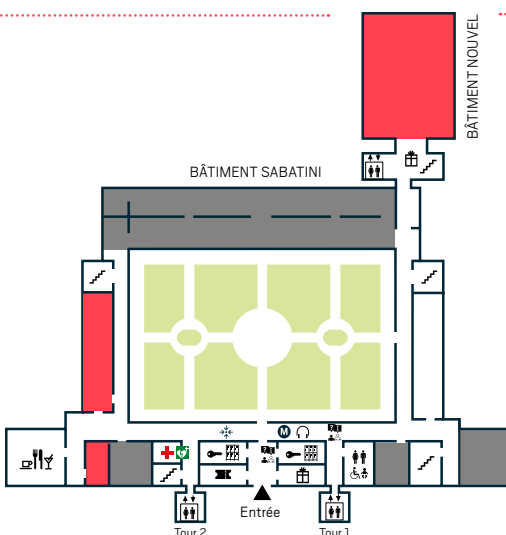 BÂTIMENT NOUVEL
BÂTIMENT SABATINI
M
Entrée
Tour 2
Tour 1